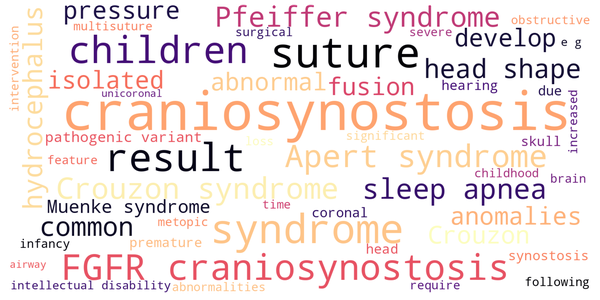 pressure Pfeiffer syndrome obstructive
multisuture surgical severe
children suture develop e g
hydrocephalus
intervention
isolated abnormal fusion head shape
unicoronal hearing due
craniosynostosis
increased
pathogenic variant loss significant skull
feature result Apert syndrome
childhood brain
Crouzon syndrome sleep apnea
Muenke syndrome time coronal anomalies
common metopic syndrome Crouzon
infancy premature head synostosis
airway FGFR craniosynostosis
intellectual disability abnormalities require following